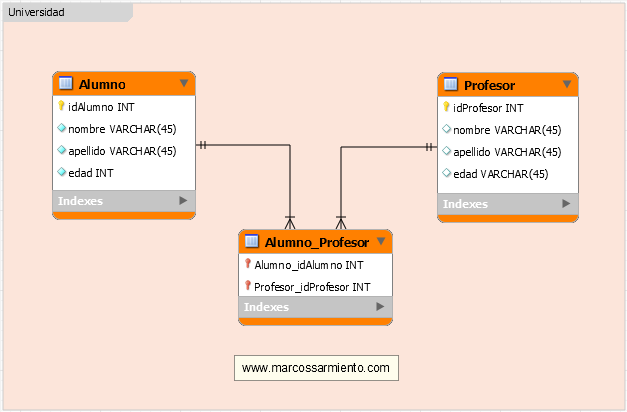 Universidad
Alumno
idAlumno INT
nombre VARCHAR(45)
apellido VARCHAR(45)
edad INT
Indexes
Profesor
idProfesor INT
nombre VARCHAR(45)
apellido VARCHAR(45)
edad VARCHAR(45)
Indexes
Alumno_Profesor
Alumno_idAlumno INT
Profesor_idProfesor INT
Indexes
www.marcossarmiento.com